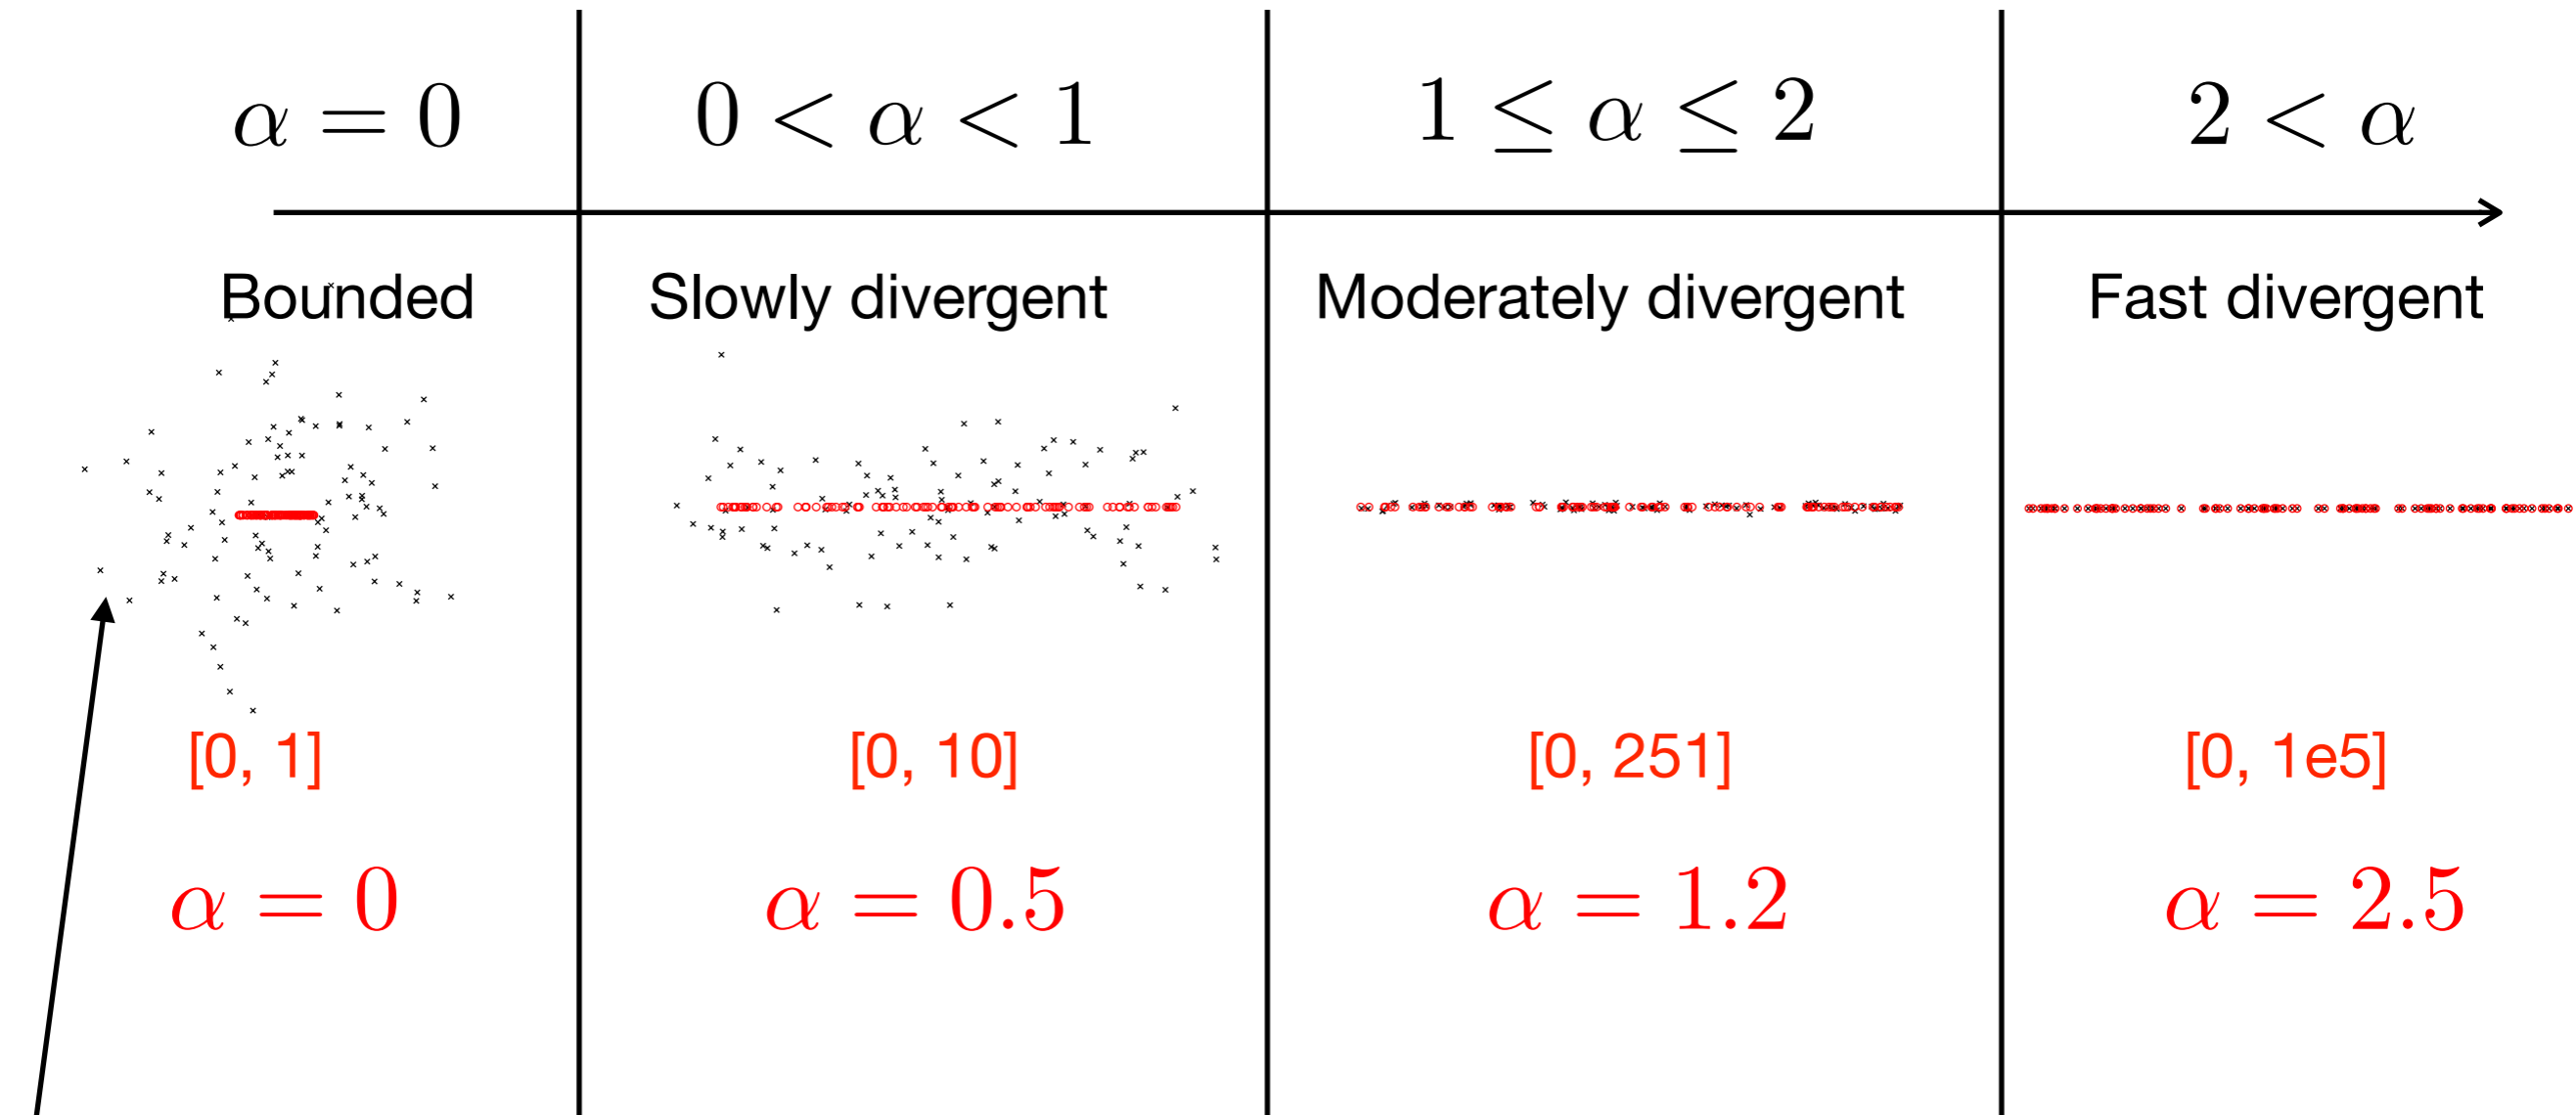 α = 0
0 < α < 1
1 ≤ α ≤ 2
2 < α
Bounded
Slowly divergent
Moderately divergent
Fast divergent
[0, 1]
[0, 10]
[0, 251]
[0, 1e5]
α = 0
α = 0.5
α = 1.2
α = 2.5